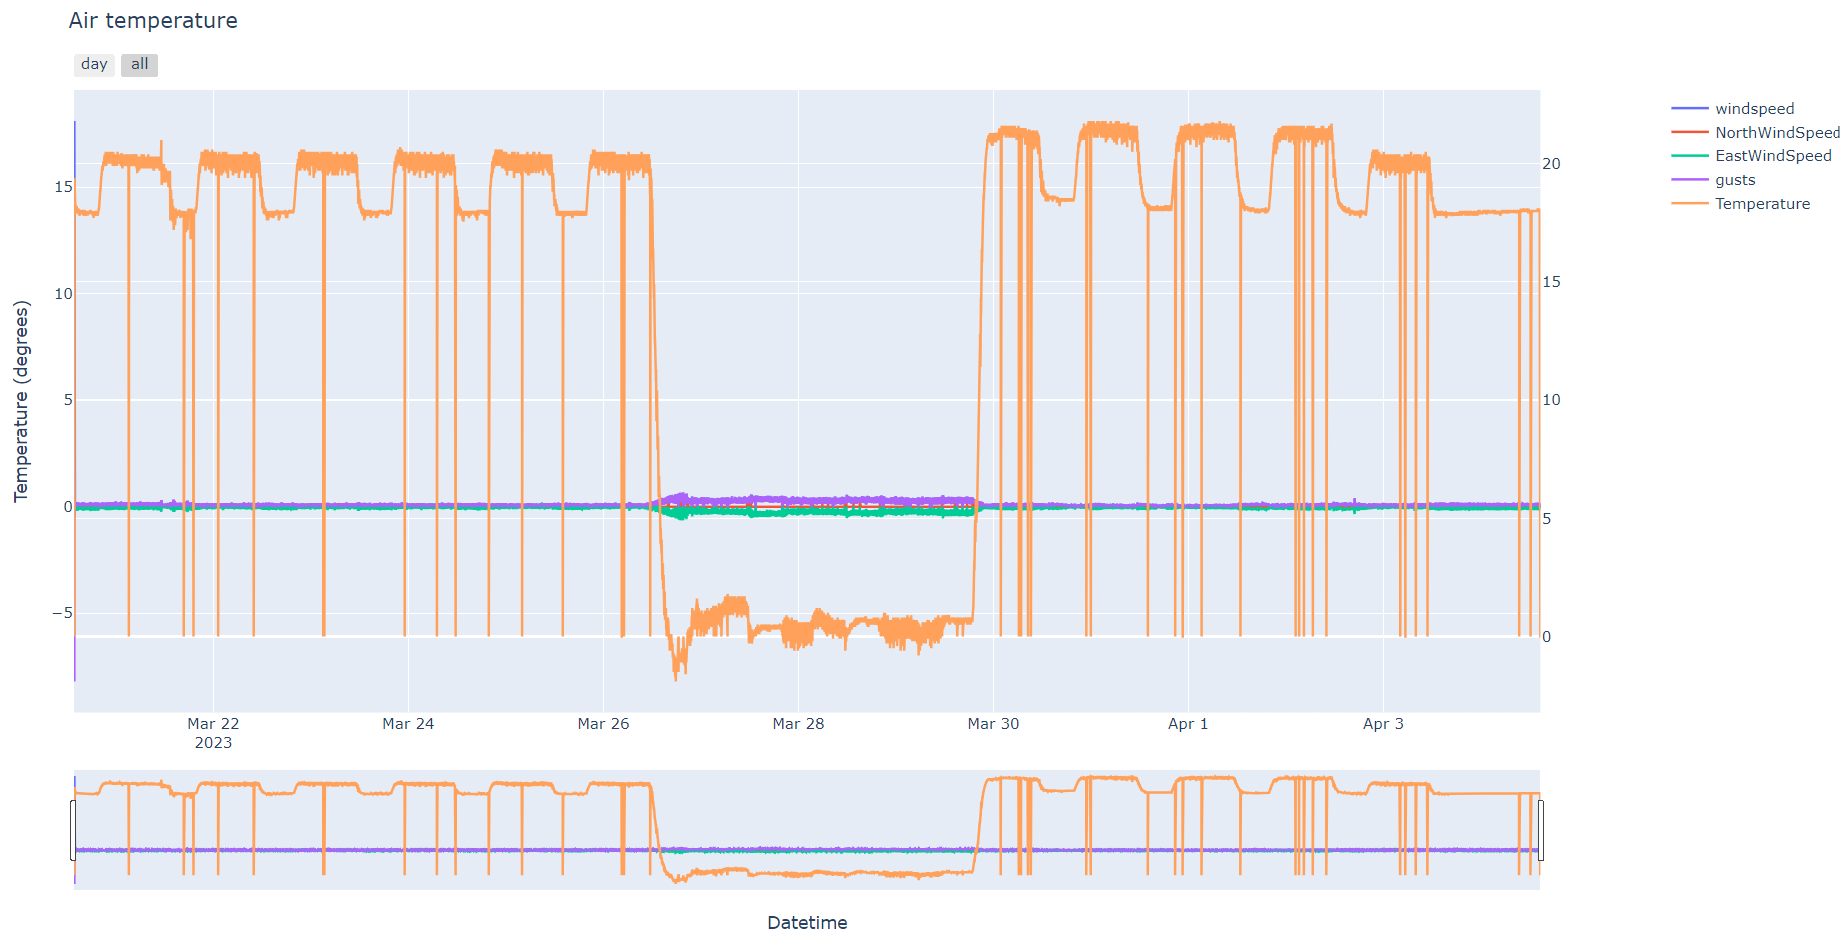 Air temperature
day all
windspeed
NorthWindSpeed
EastWindSpeed
gusts
Temperature
Temperature (degrees)
15
10
5
0
−5
20
15
10
5
0
Mar 22
2023
Mar 24
Mar 26
Mar 28
Mar 30
Apr 1
Apr 3
Datetime